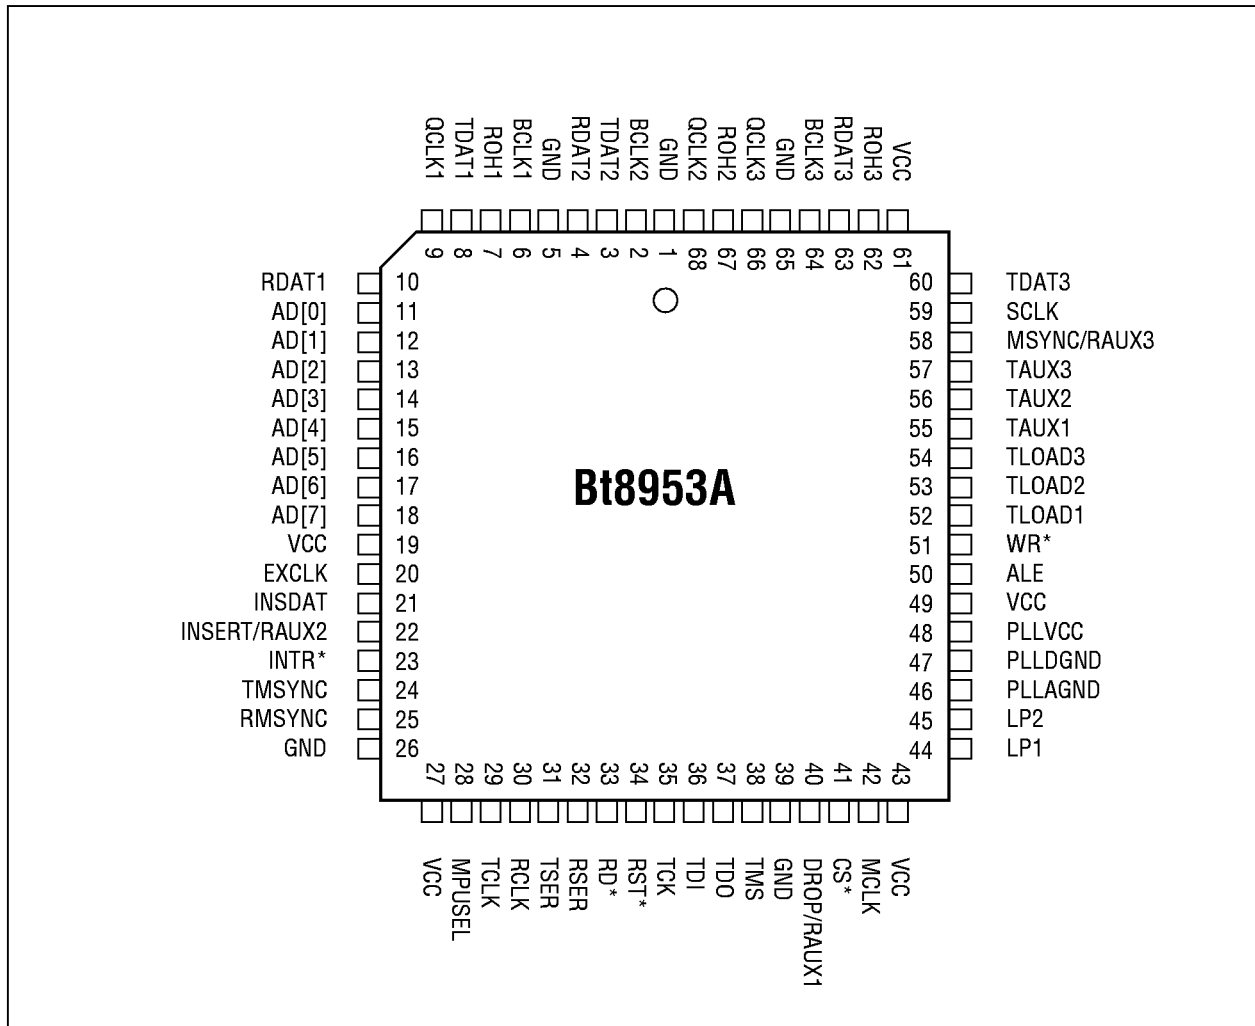 QCLK1
TDAT1
ROH1
BCLK1
GND
RDAT2
TDAT2
BCLK2
GND
QCLK2
ROH2
QCLK3
GND
BCLK3
RDAT3
ROH3
VCC
9 8 7 6 5 4 3 2 1 68 67 66 65 64 63 62 61
RDAT1 10 60 TDAT3
AD[0] 11 59 SCLK
AD[1] 12 58 MSYNC/RAUX3
AD[2] 13 57 TAUX3
AD[3] 14 56 TAUX2
AD[4] 15 55 TAUX1
AD[5] 16 54 TLOAD3
Bt8953A
AD[6] 17 53 TLOAD2
AD[7] 18 52 TLOAD1
VCC 19 51 WR*
EXCLK 20 50 ALE
INSDAT 21 49 VCC
INSERT/RAUX2 22 48 PLLVCC
INTR* 23 47 PLLDGND
TMSYNC 24 46 PLLAGND
RMSYNC 25 45 LP2
GND 26 44 LP1
27 28 29 30 31 32 33 34 35 36 37 38 39 40 41 42 43
VCC
MPUSEL
TCLK
RCLK
TSER
RSER
RD*
RST*
TCK
TDI
TDO
TMS
GND
DROP/RAUX1
CS*
MCLK
VCC